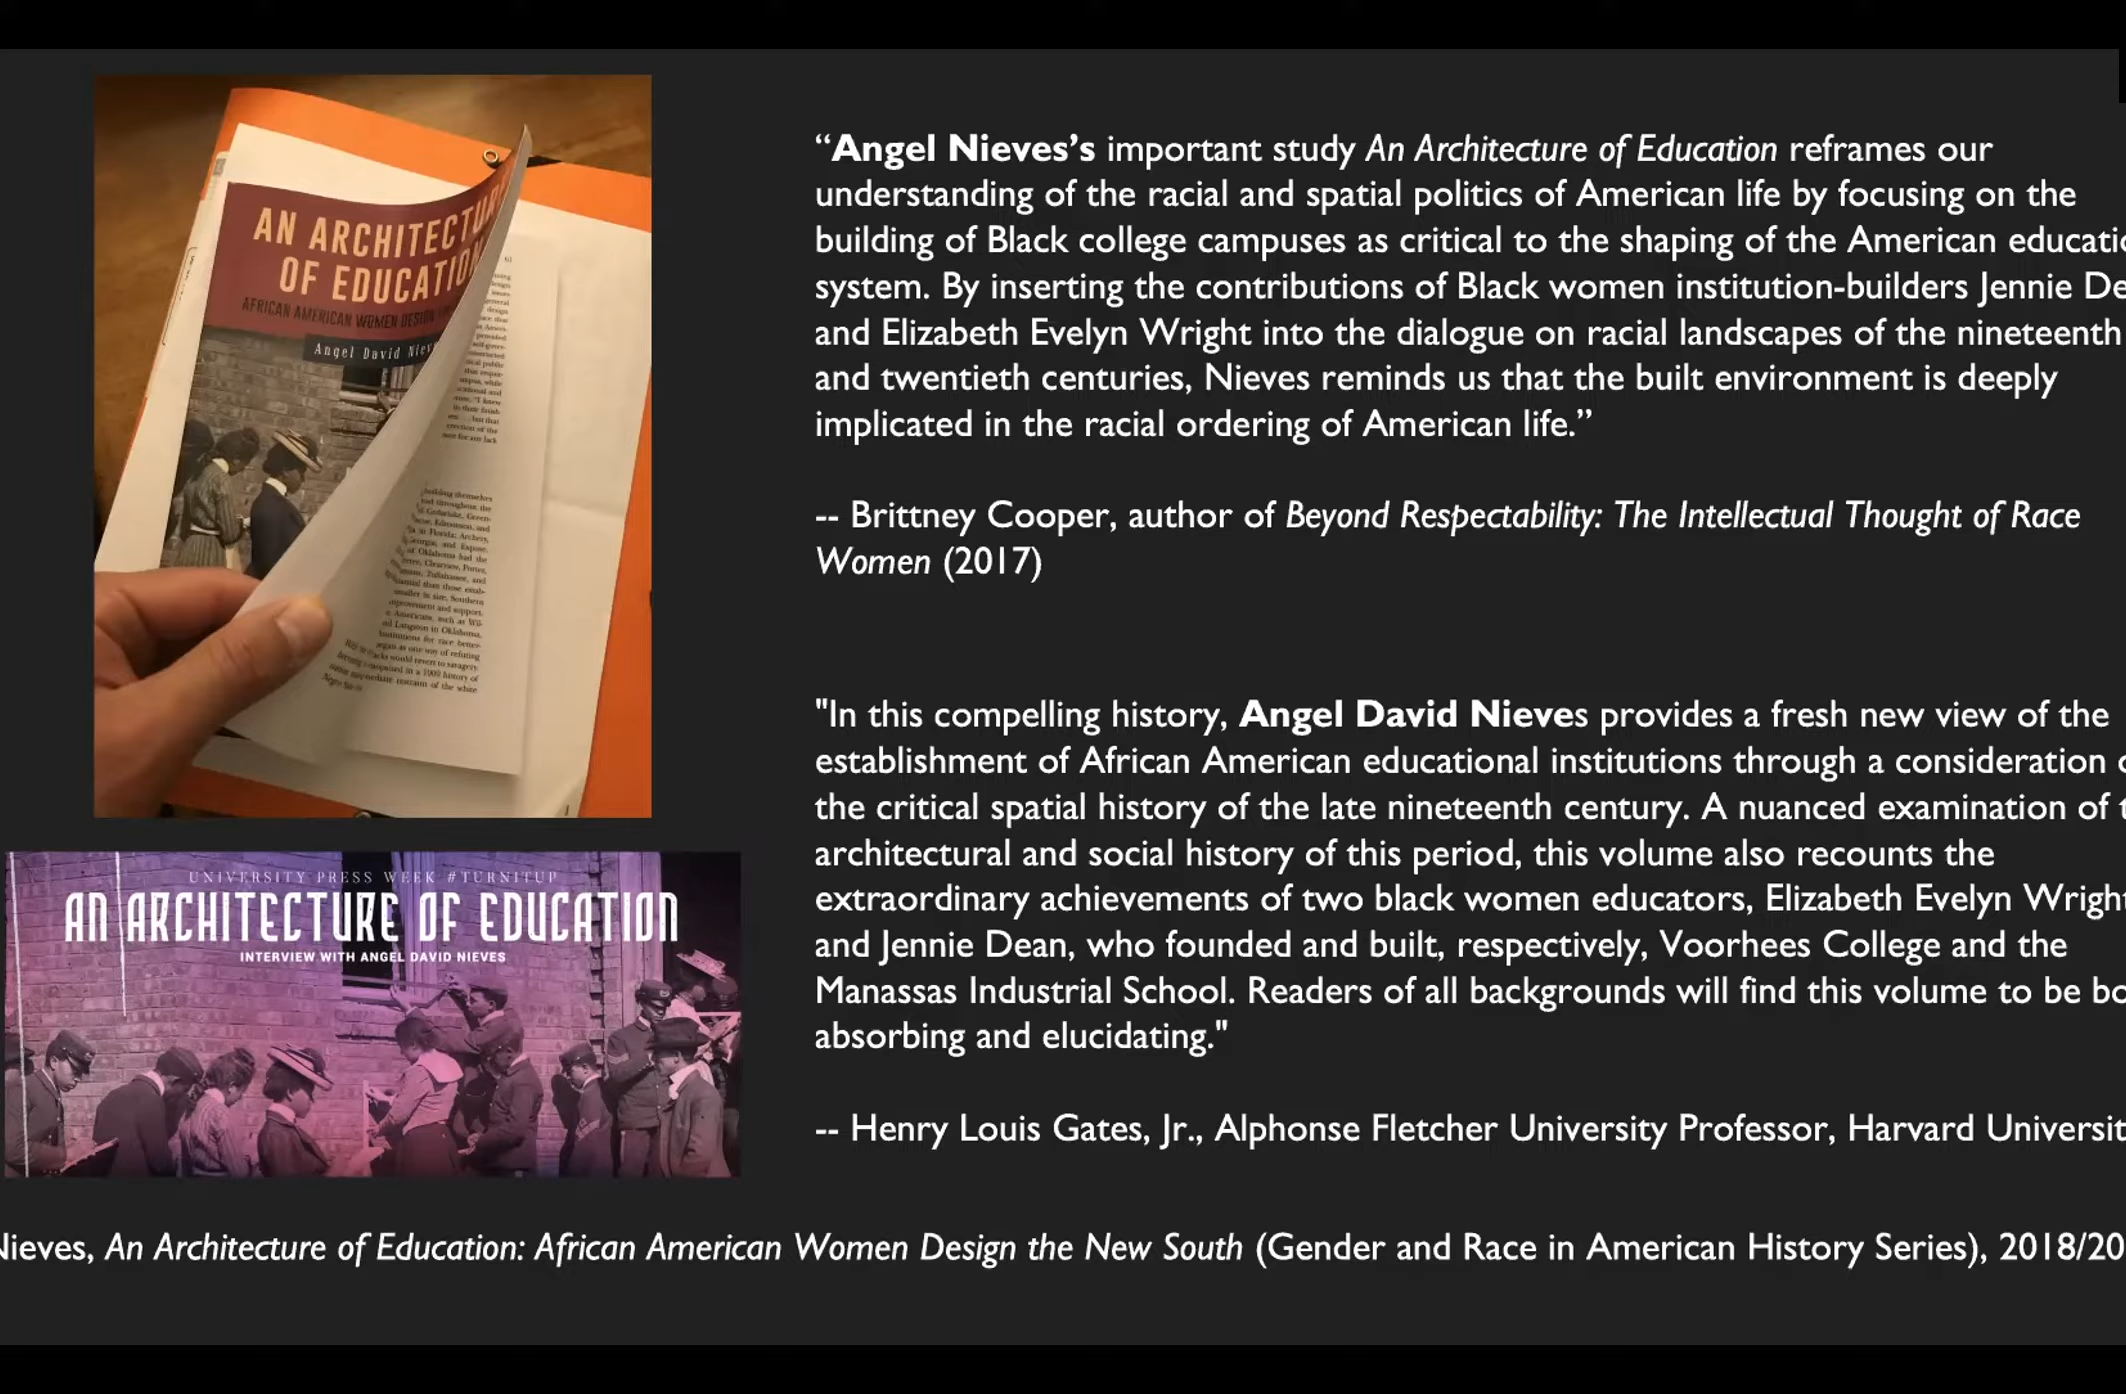 AN ARCHITECTURE
OF EDUCATION
AFRICAN AMERICAN WOMEN DESIGN
Angel David
UNIVERSITY PRESS WEEK #TURNITUP
AN ARCHITECTURE OF EDUCATION
INTERVIEW WITH ANGEL DAVID NIEVES
“Angel Nieves’s important study An Architecture of Education reframes our
understanding of the racial and spatial politics of American life by focusing on the
building of Black college campuses as critical to the shaping of the American educatio
system. By inserting the contributions of Black women institution-builders Jennie De
and Elizabeth Evelyn Wright into the dialogue on racial landscapes of the nineteenth
and twentieth centuries, Nieves reminds us that the built environment is deeply
implicated in the racial ordering of American life.”
-- Brittney Cooper, author of Beyond Respectability: The Intellectual Thought of Race
Women (2017)
"In this compelling history, Angel David Nieves provides a fresh new view of the
establishment of African American educational institutions through a consideration o
the critical spatial history of the late nineteenth century. A nuanced examination of t
architectural and social history of this period, this volume also recounts the
extraordinary achievements of two black women educators, Elizabeth Evelyn Wright
and Jennie Dean, who founded and built, respectively, Voorhees College and the
Manassas Industrial School. Readers of all backgrounds will find this volume to be bo
absorbing and elucidating."
-- Henry Louis Gates, Jr., Alphonse Fletcher University Professor, Harvard Universit
Nieves, An Architecture of Education: African American Women Design the New South (Gender and Race in American History Series), 2018/20